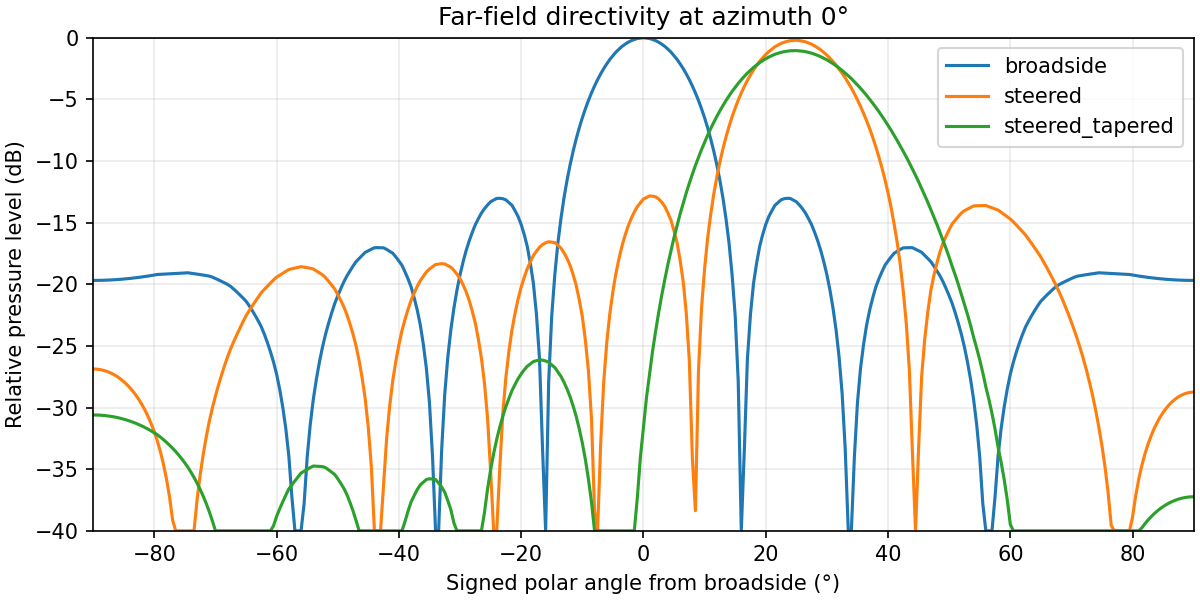 Far-field directivity at azimuth 0°
Relative pressure level (dB)
0
−5
−10
−15
−20
−25
−30
−35
−40
broadside
steered
steered_tapered
−80 −60 −40 −20 0 20 40 60 80
Signed polar angle from broadside (°)